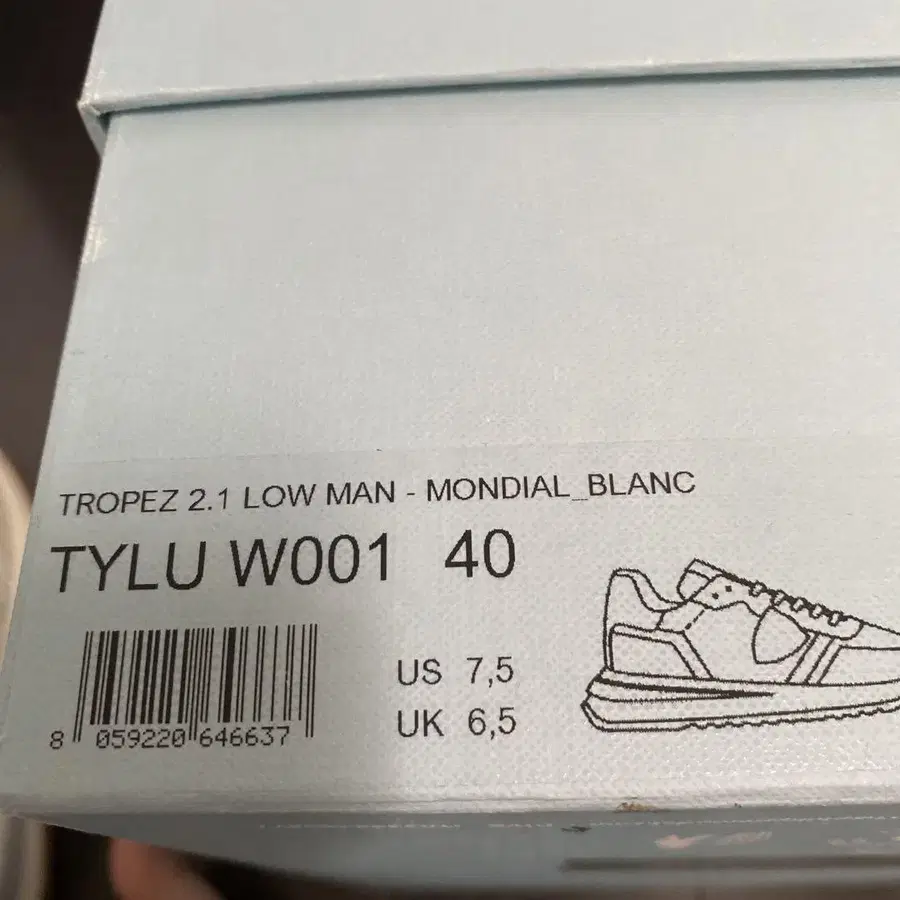 TROPEZ 2.1 LOW MAN - MONDIAL_BLANC
TYLU W001 40
US 7,5
UK 6,5
8 059220 646637